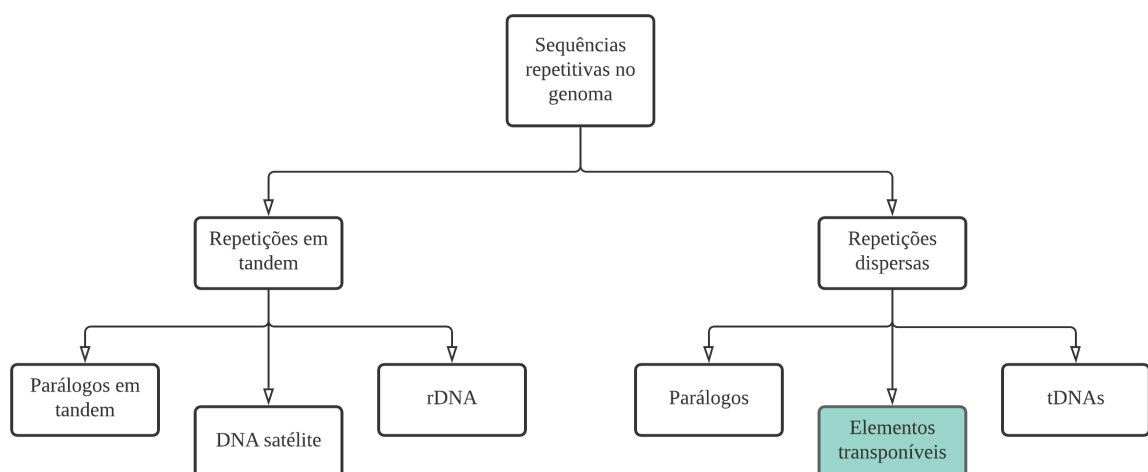 Sequências
repetitivas no
genoma
Repetições em
tandem
Repetições
dispersas
Parálogos em
tandem
DNA satélite
rDNA
Parálogos
Elementos
transponíveis
tDNAs